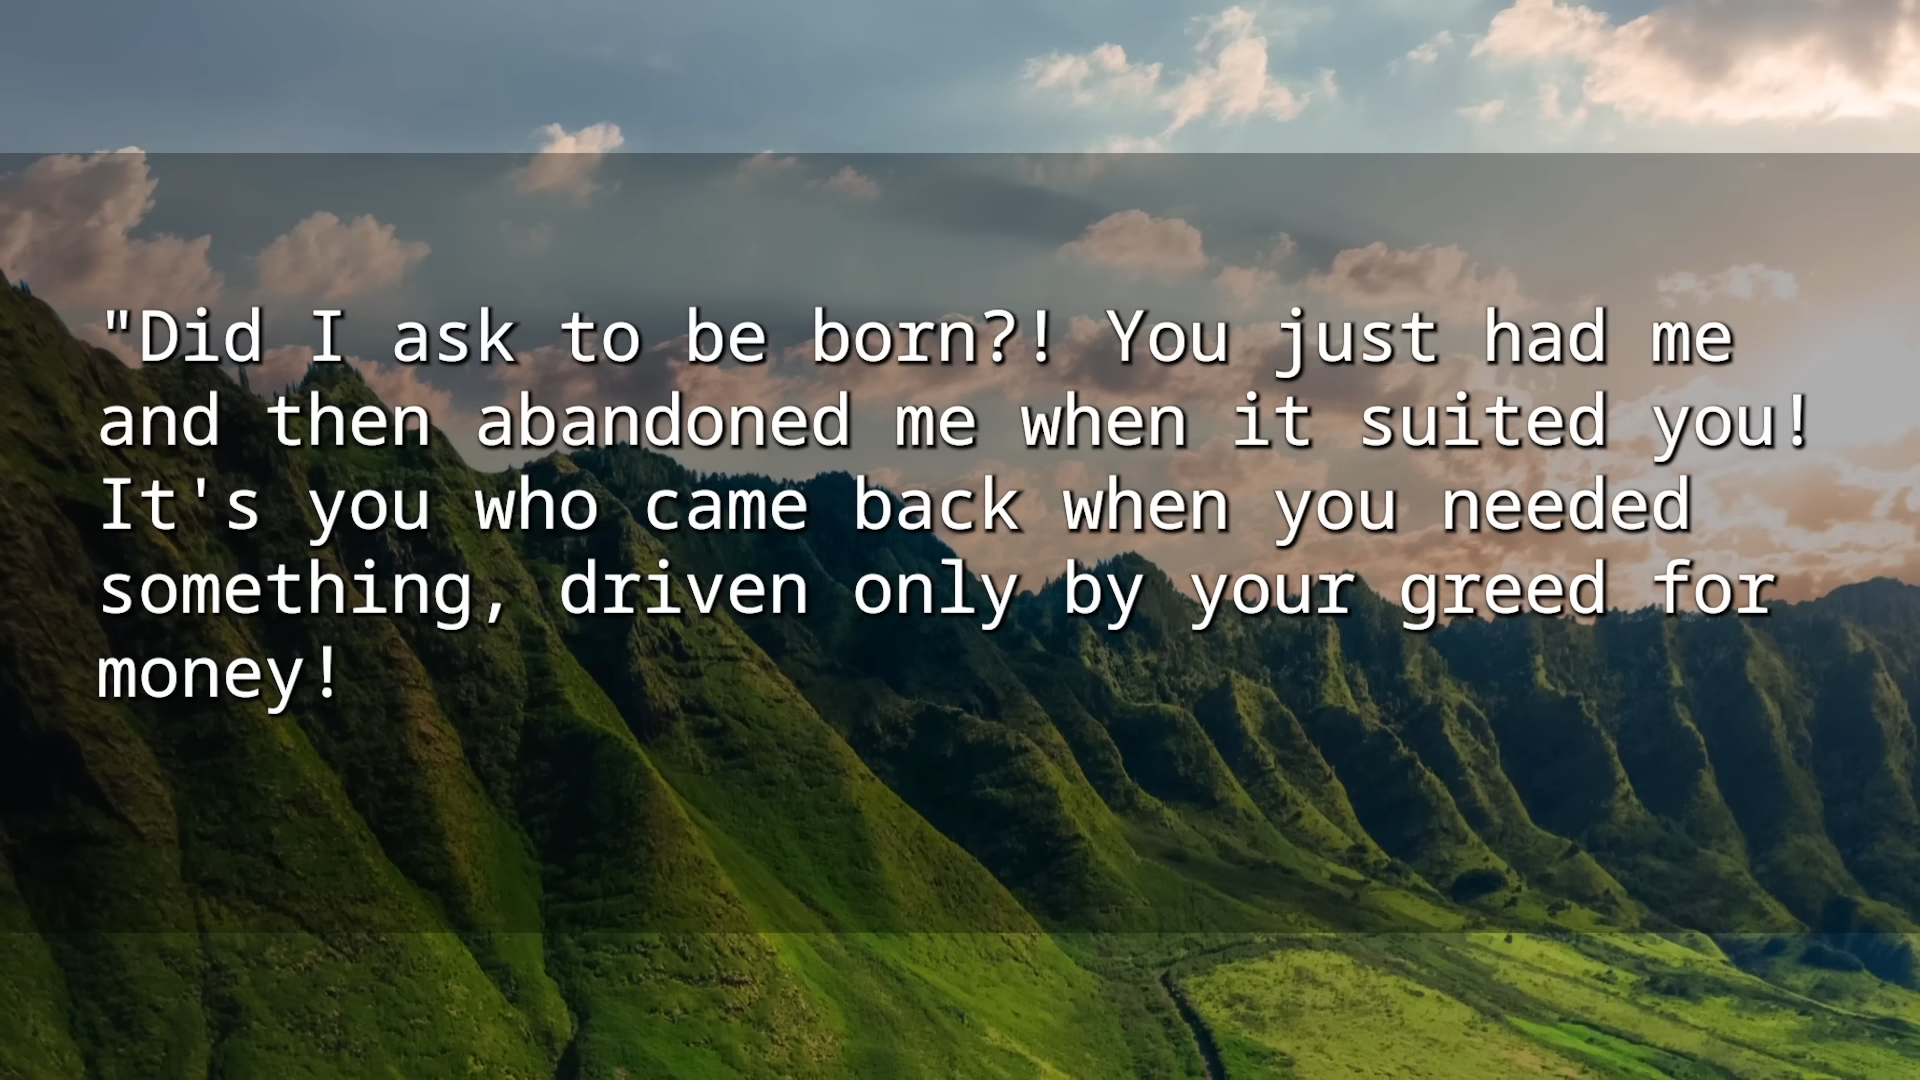 "Did I ask to be born?! You just had me
and then abandoned me when it suited you!
It's you who came back when you needed
something, driven only by your greed for
money!